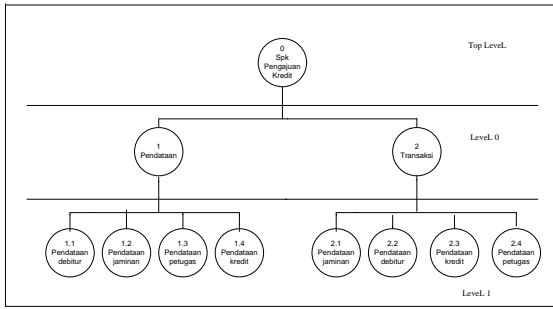 0
Spk
Pengajuan
Kredit
Top LeveL
1
Pendataan
2
Transaksi
LeveL 0
1.1
Pendataan
debitur
1.2
Pendataan
jaminan
1.3
Pendataan
petugas
1.4
Pendataan
kredit
2.1
Pendataan
jaminan
2.2
Pendataan
debitur
2.3
Pendataan
kredit
2.4
Pendataan
petugas
LeveL 1